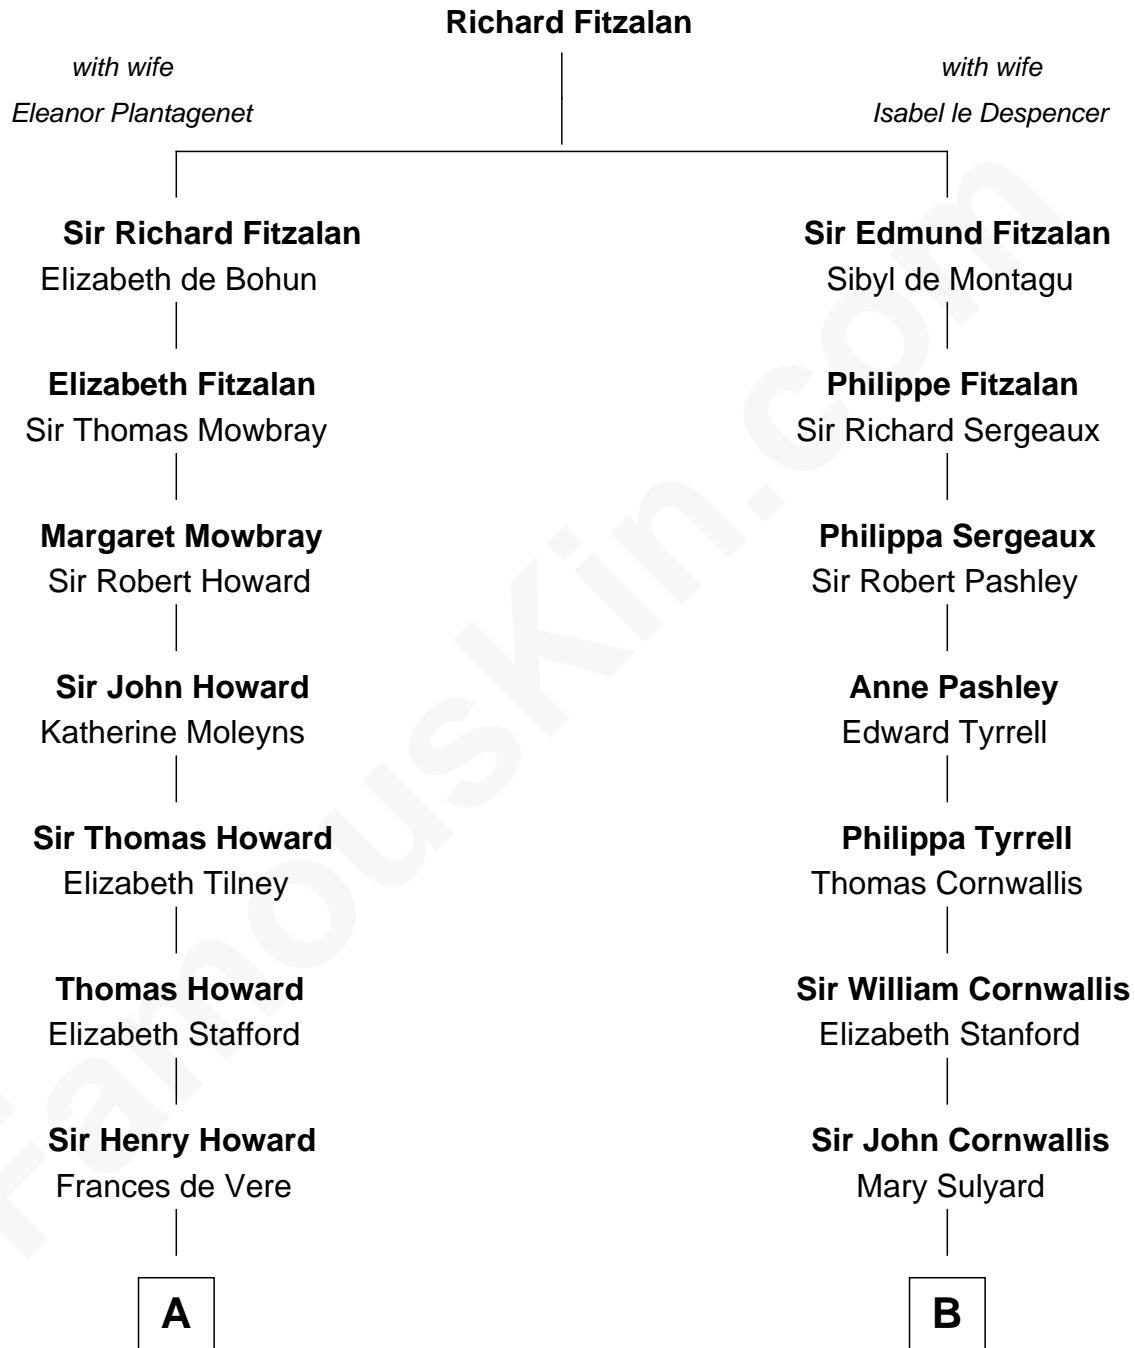 Richard Fitzalan
with wife
Eleanor Plantagenet
with wife
Isabel le Despencer
Sir Richard Fitzalan
Elizabeth de Bohun
Sir Edmund Fitzalan
Sibyl de Montagu
Elizabeth Fitzalan
Sir Thomas Mowbray
Philippe Fitzalan
Sir Richard Sergeaux
Margaret Mowbray
Sir Robert Howard
Philippa Sergeaux
Sir Robert Pashley
Sir John Howard
Katherine Moleyns
Anne Pashley
Edward Tyrrell
Sir Thomas Howard
Elizabeth Tilney
Philippa Tyrrell
Thomas Cornwallis
Thomas Howard
Elizabeth Stafford
Sir William Cornwallis
Elizabeth Stanford
Sir Henry Howard
Frances de Vere
Sir John Cornwallis
Mary Sulyard
A
B
FamousKin.com